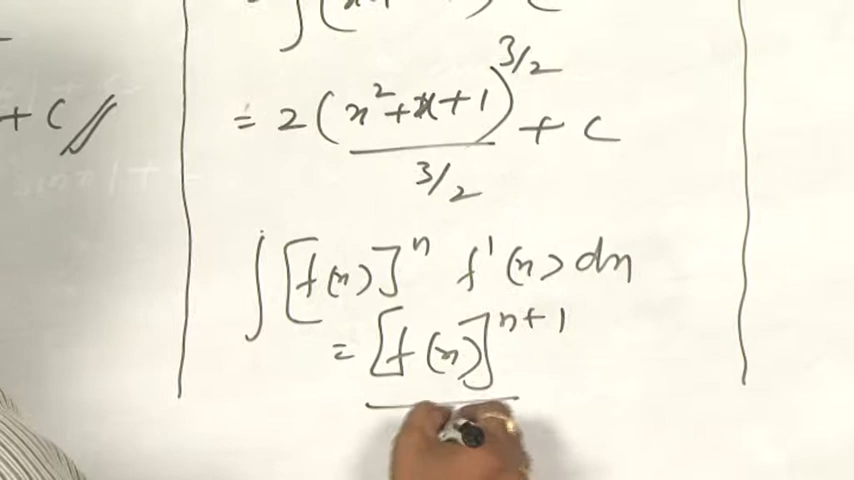 + C //
= 2 (x²+x+1)^3/2 / 3/2 + C
∫ [f(x)]^n f'(x) dx
= [f(x)]^n+1